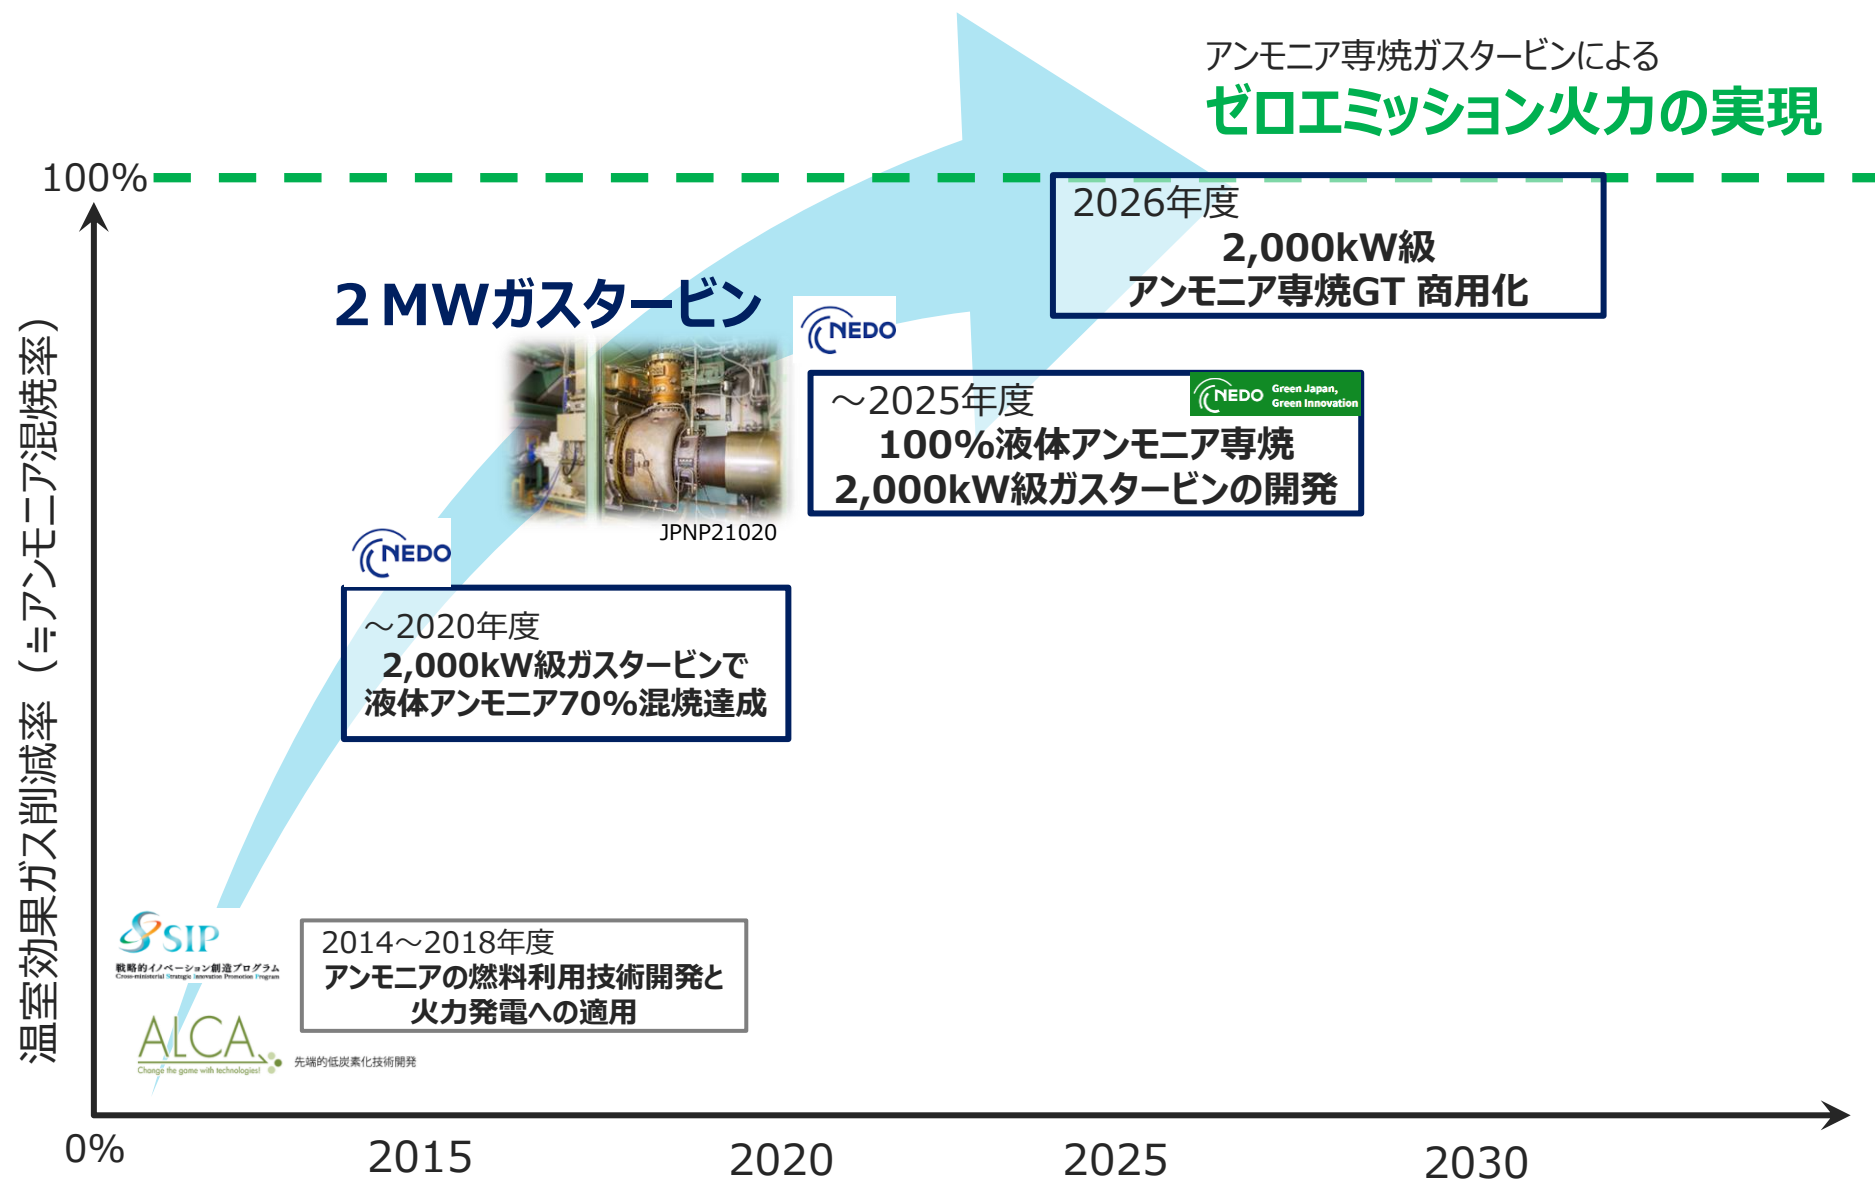 アンモニア専焼ガスタービンによる
ゼロエミッション火力の実現
100%
2026年度
2,000kW級
アンモニア専焼GT 商用化
２MWガスタービン
NEDO
～2025年度
NEDO Green Japan,
Green Innovation
100%液体アンモニア専焼
2,000kW級ガスタービンの開発
JPNP21020
NEDO
～2020年度
2,000kW級ガスタービンで
液体アンモニア70%混焼達成
温室効果ガス削減率（≒アンモニア混焼率）
SIP
戦略的イノベーション創造プログラム
Cross-ministerial Strategic Innovation Promotion Program
2014～2018年度
アンモニアの燃料利用技術開発と
火力発電への適用
ALCA
Change the game with technologies!
先端的低炭素化技術開発
0%
2015
2020
2025
2030